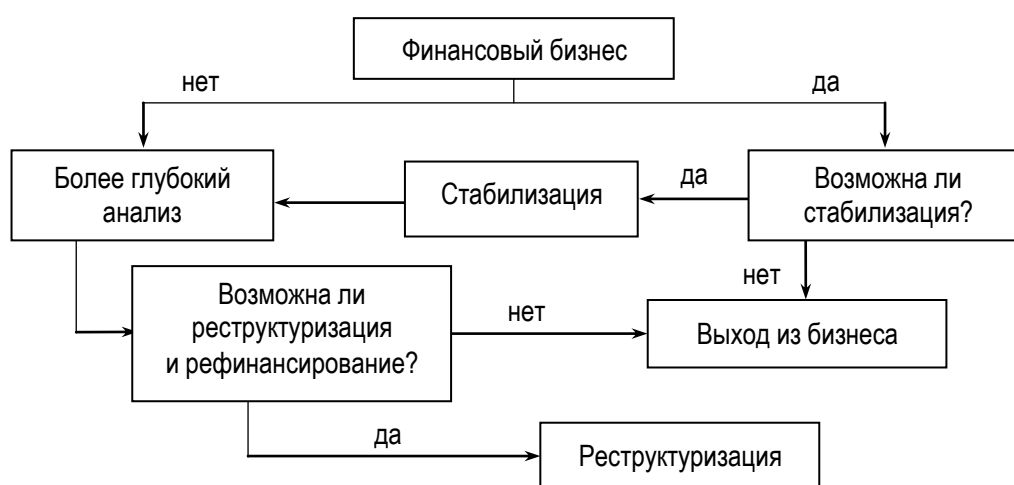 Финансовый бизнес
нет
да
Более глубокий
анализ
Стабилизация
да
Возможна ли
стабилизация?
нет
Возможна ли
реструктуризация
и рефинансирование?
нет
Выход из бизнеса
да
Реструктуризация